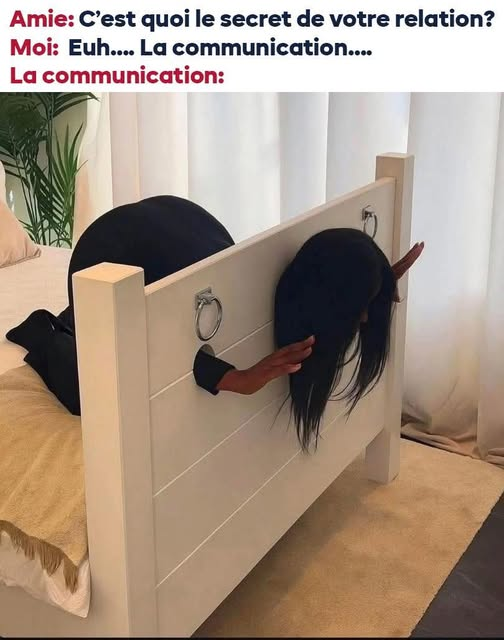 Amie: C’est quoi le secret de votre relation?
Moi: Euh.... La communication....
La communication: